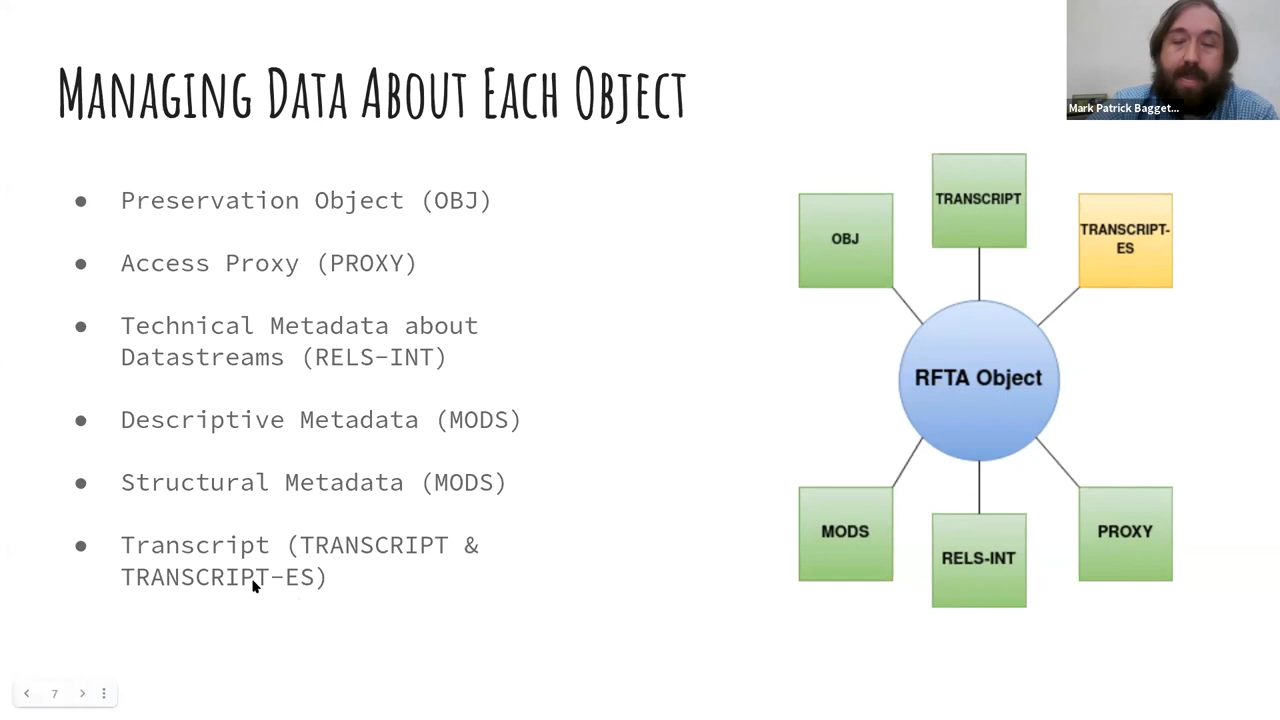 MANAGING DATA ABOUT EACH OBJECT
Mark Patrick Bagget...
● Preservation Object (OBJ)
● Access Proxy (PROXY)
● Technical Metadata about
Datastreams (RELS-INT)
● Descriptive Metadata (MODS)
● Structural Metadata (MODS)
● Transcript (TRANSCRIPT &
TRANSCRIPT-ES)
OBJ
TRANSCRIPT
TRANSCRIPT-
ES
RFTA Object
MODS
RELS-INT
PROXY
7